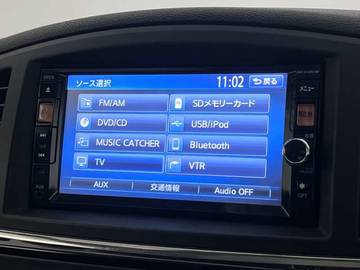 OPEN
ソース選択 11:02 戻る
メニュー
FM/AM SDメモリーカード
DVD/CD USB/iPod
MUSIC CATCHER Bluetooth
TV VTR
AUX 交通情報 Audio OFF
AUX